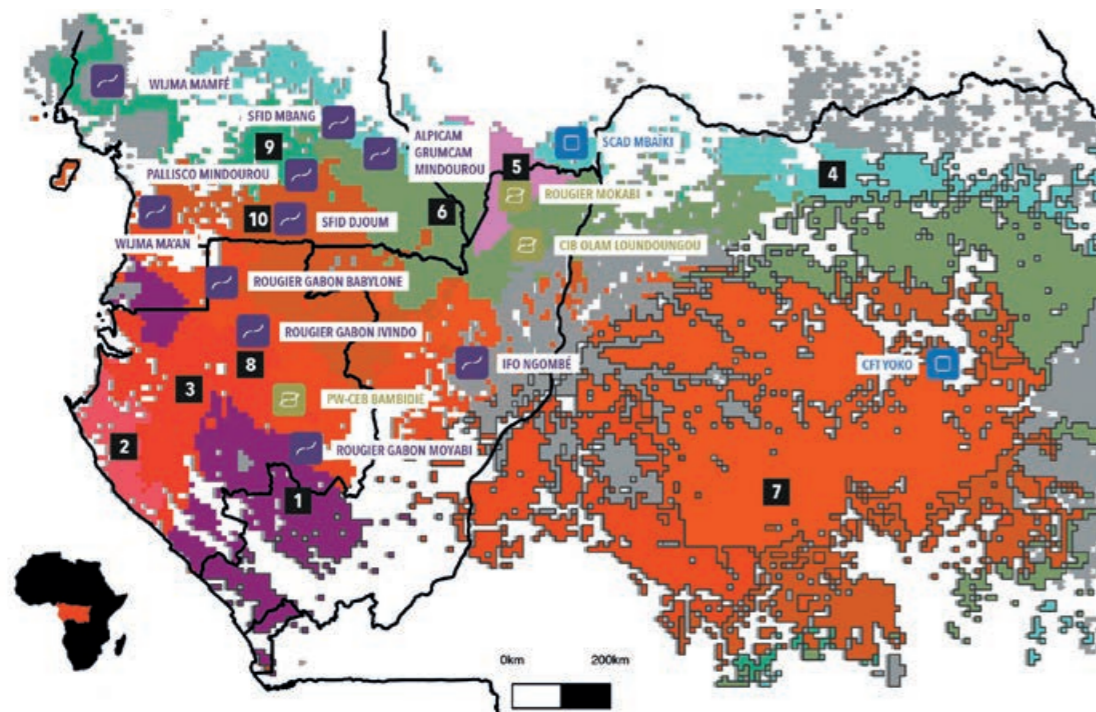 WIJMA MAMFÉ
SFID MBANG
ALPICAM
GRUMCAM
MINDOUROU
SCAD MBAÏKI
9
PALLISCO MINDOUROU
5
4
ROUGIER MOKABI
10
6
SFID DJOUM
WIJMA MA'AN
CIB OLAM LOUNDOUNGOU
ROUGIER GABON BABYLONE
ROUGIER GABON IVINDO
8
IFO NGOMBÉ
CFT YOKO
3
PW-CEB BAMBIDIÉ
2
ROUGIER GABON MOYABI
1
7
0km
200km